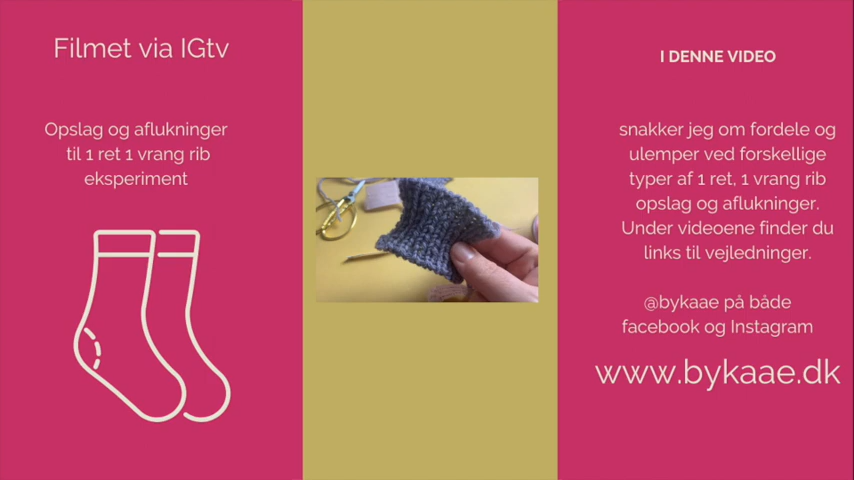 Filmet via IGtv
Opslag og aflukninger
til 1 ret 1 vrang rib
eksperiment
I DENNE VIDEO
snakker jeg om fordele og
ulemper ved forskellige
typer af 1 ret, 1 vrang rib
opslag og aflukninger.
Under videoene finder du
links til vejledninger.
@bykaae på både
facebook og Instagram
www.bykaae.dk